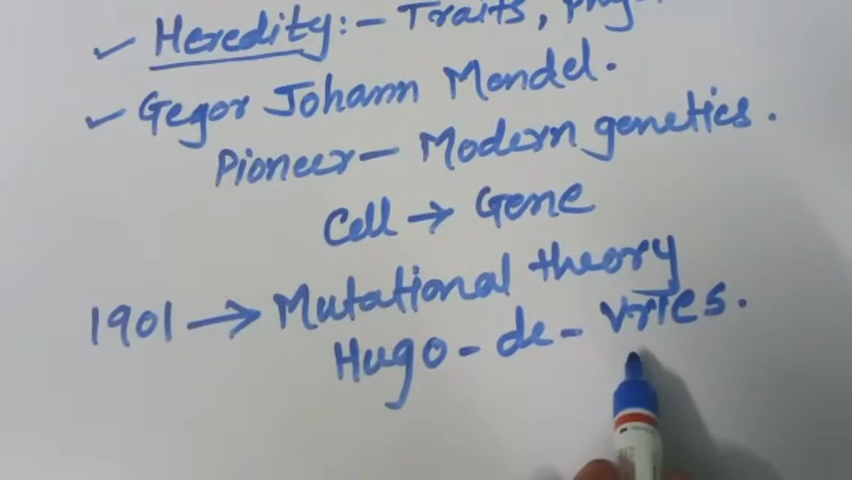 ✓ Heredity:- Traits,
✓ Gegor Johann Mendel.
Pioneer - Modern genetics.
Cell → Gene
1901 → Mutational theory
Hugo-de-Vries.